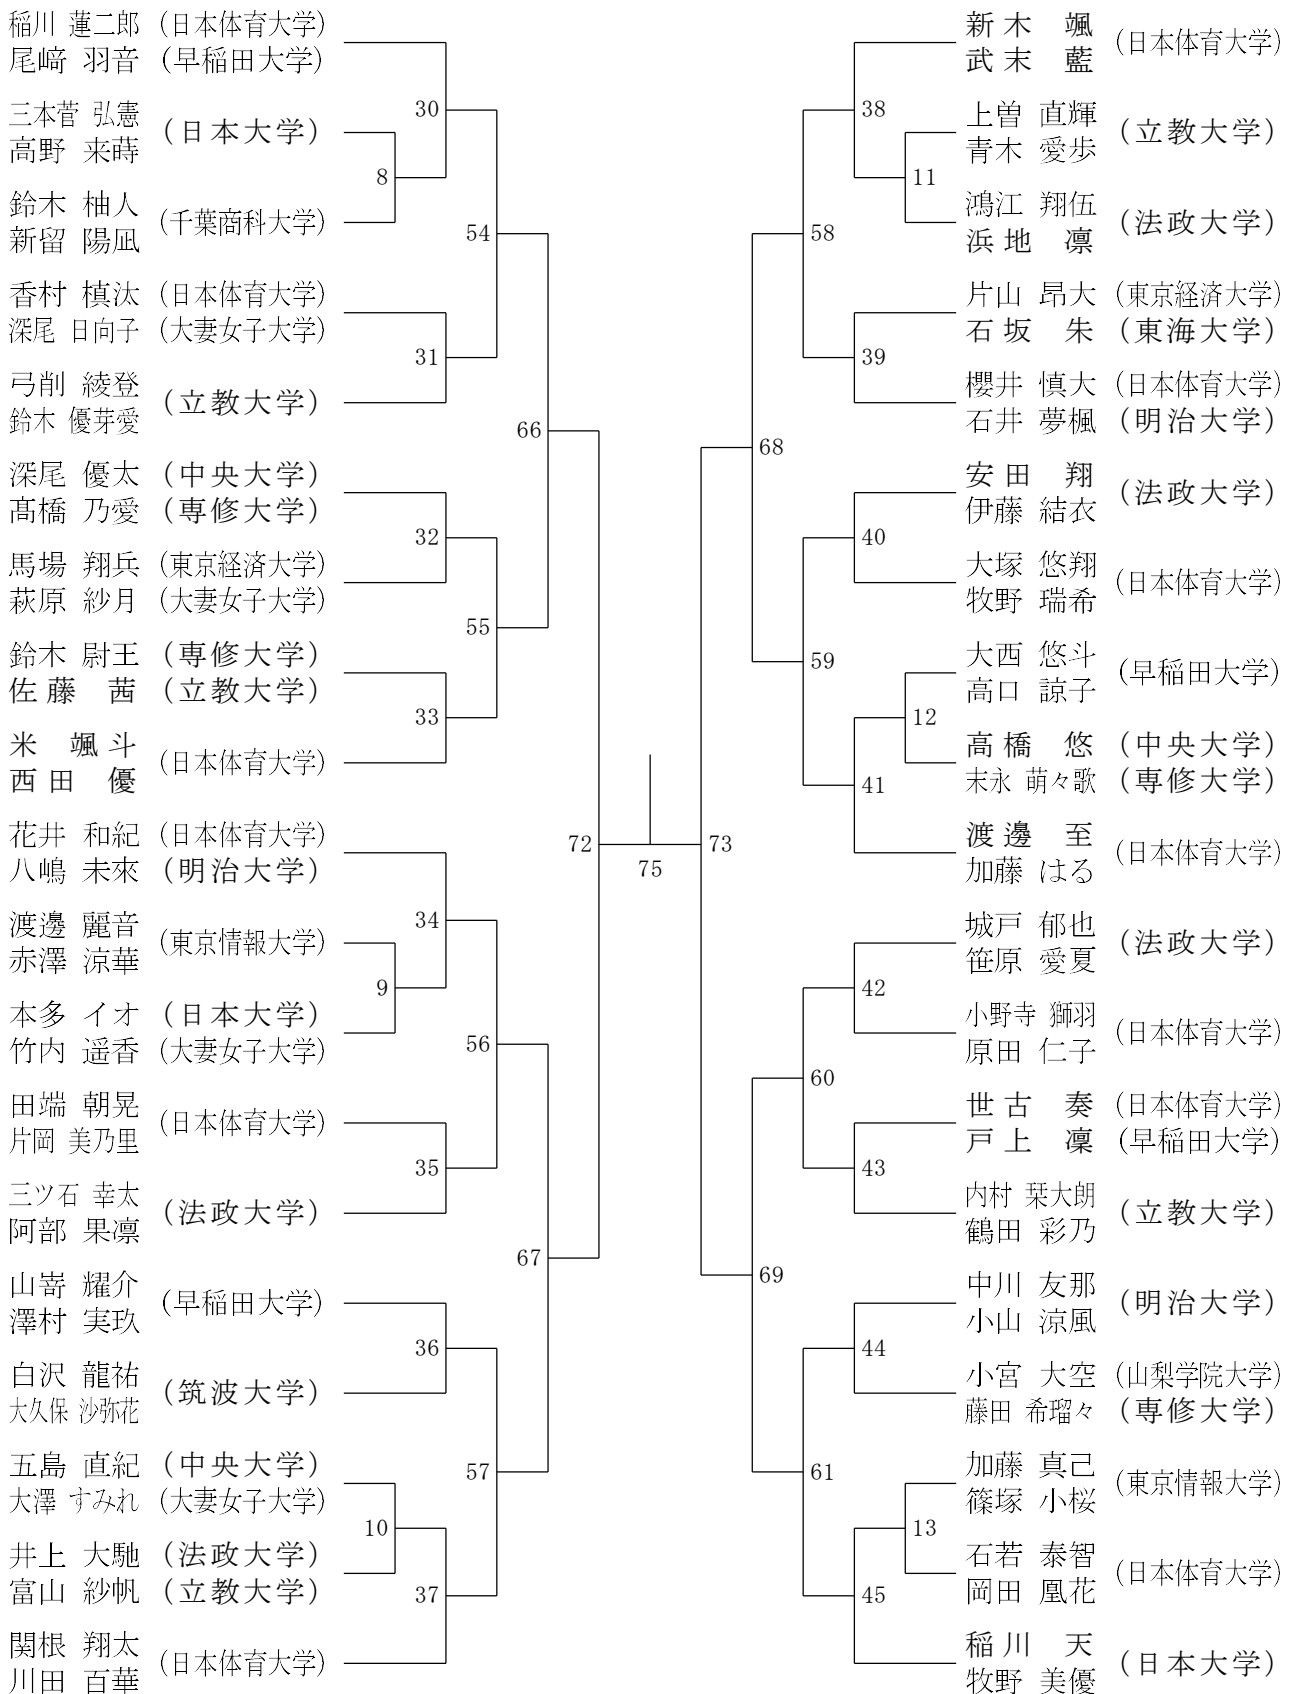 稲川 蓮二郎 (日本体育大学)
尾﨑 羽音 (早稲田大学)
三本菅 弘憲
高野 来蒔
(日本大学)
鈴木 柚人
新留 陽凪
(千葉商科大学)
香村 槙汰 (日本体育大学)
深尾 日向子 (大妻女子大学)
弓削 綾登
鈴木 優芽愛
(立教大学)
深尾 優太 (中央大学)
髙橋 乃愛 (専修大学)
馬場 翔兵 (東京経済大学)
萩原 紗月 (大妻女子大学)
鈴木 尉王 (専修大学)
佐藤 茜 (立教大学)
米 颯斗
西田 優
(日本体育大学)
花井 和紀 (日本体育大学)
八嶋 未來 (明治大学)
渡邊 麗音
赤澤 涼華
(東京情報大学)
本多 イオ (日本大学)
竹内 遥香 (大妻女子大学)
田端 朝晃
片岡 美乃里
(日本体育大学)
三ツ石 幸太
阿部 果凛
(法政大学)
山嵜 耀介
澤村 実玖
(早稲田大学)
白沢 龍祐
大久保 沙弥花
(筑波大学)
五島 直紀 (中央大学)
大澤 すみれ (大妻女子大学)
井上 大馳 (法政大学)
富山 紗帆 (立教大学)
関根 翔太
川田 百華
(日本体育大学)
30
8
54
31
66
32
55
33
72
34
9
56
35
67
36
57
10
37
75
73
38
11
58
39
68
40
59
12
41
42
60
43
69
44
61
13
45
新木 颯
武末 藍
(日本体育大学)
上曽 直輝
青木 愛歩
(立教大学)
鴻江 翔伍
浜地 凛
(法政大学)
片山 昂大 (東京経済大学)
石坂 朱 (東海大学)
櫻井 慎大 (日本体育大学)
石井 夢楓 (明治大学)
安田 翔
伊藤 結衣
(法政大学)
大塚 悠翔
牧野 瑞希
(日本体育大学)
大西 悠斗
高口 諒子
(早稲田大学)
高橋 悠 (中央大学)
末永 萌々歌 (専修大学)
渡邊 至
加藤 はる
(日本体育大学)
城戸 郁也
笹原 愛夏
(法政大学)
小野寺 獅羽
原田 仁子
(日本体育大学)
世古 奏 (日本体育大学)
戸上 凜 (早稲田大学)
内村 栞大朗
鶴田 彩乃
(立教大学)
中川 友那
小山 涼風
(明治大学)
小宮 大空 (山梨学院大学)
藤田 希瑠々 (専修大学)
加藤 真己
篠塚 小桜
(東京情報大学)
石若 泰智
岡田 凰花
(日本体育大学)
稲川 天
牧野 美優
(日本大学)